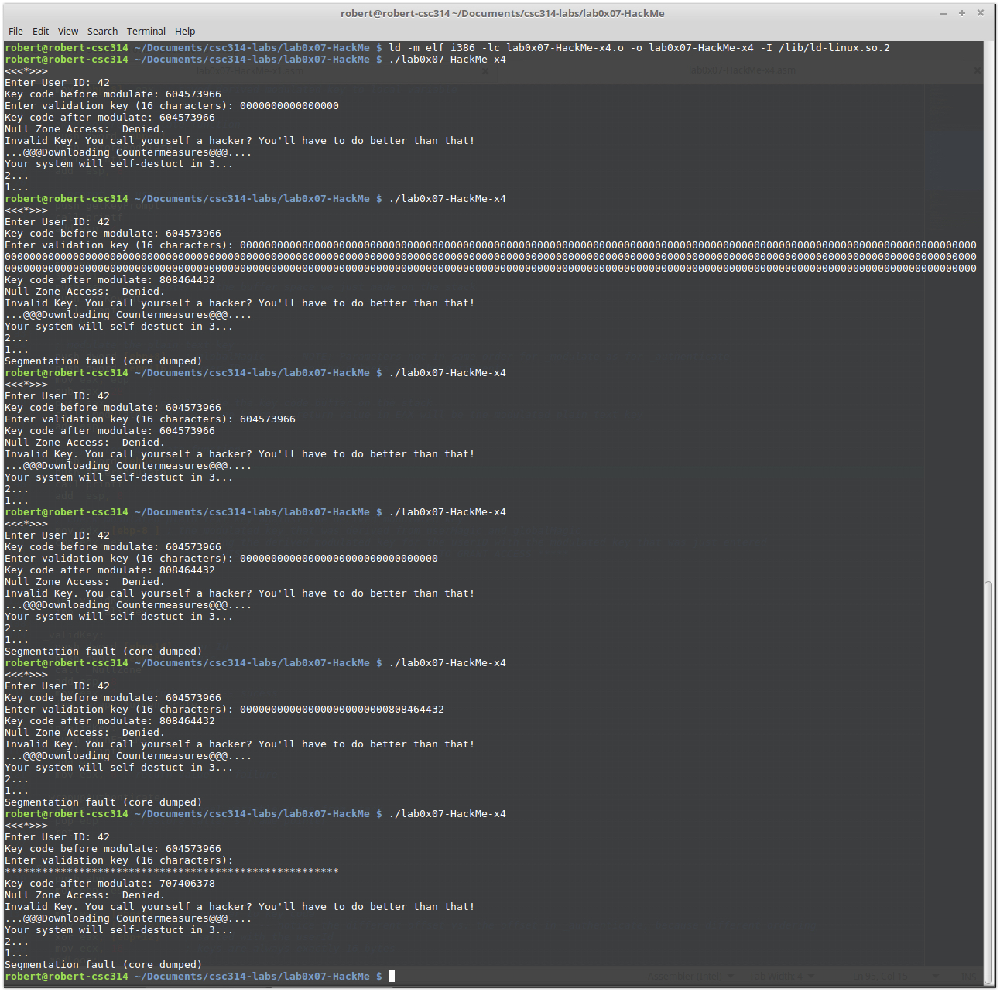 robert@robert-csc314 ~/Documents/csc314-labs/lab0x07-HackMe
File Edit View Search Terminal Help
robert@robert-csc314 ~/Documents/csc314-labs/lab0x07-HackMe $ ld -m elf_i386 -lc lab0x07-HackMe-x4.o -o lab0x07-HackMe-x4 -I /lib/ld-linux.so.2
robert@robert-csc314 ~/Documents/csc314-labs/lab0x07-HackMe $ ./lab0x07-HackMe-x4
<<<*>>>
Enter User ID: 42
Key code before modulate: 604573966
Enter validation key (16 characters): 0000000000000000
Key code after modulate: 604573966
Null Zone Access:  Denied.
Invalid Key. You call yourself a hacker? You'll have to do better than that!
...@@@Downloading Countermeasures@@@....
Your system will self-destuct in 3...
2...
1...
robert@robert-csc314 ~/Documents/csc314-labs/lab0x07-HackMe $ ./lab0x07-HackMe-x4
<<<*>>>
Enter User ID: 42
Key code before modulate: 604573966
Enter validation key (16 characters): 00000000000000000000000000000000000000000000000000000000000000000000000000000000000000000000000000000000000000000000000
0000000000000000000000000000000000000000000000000000000000000000000000000000000000000000000000000000000000000000000000000000000000000000000000000000000000000
0000000000000000000000000000000000000000000000000000000000000000000000000000000000000000000000000000000000000000000000000000000000000000000000000000000000000
Key code after modulate: 808464432
Null Zone Access:  Denied.
Invalid Key. You call yourself a hacker? You'll have to do better than that!
...@@@Downloading Countermeasures@@@....
Your system will self-destuct in 3...
2...
1...
Segmentation fault (core dumped)
robert@robert-csc314 ~/Documents/csc314-labs/lab0x07-HackMe $ ./lab0x07-HackMe-x4
<<<*>>>
Enter User ID: 42
Key code before modulate: 604573966
Enter validation key (16 characters): 604573966
Key code after modulate: 604573966
Null Zone Access:  Denied.
Invalid Key. You call yourself a hacker? You'll have to do better than that!
...@@@Downloading Countermeasures@@@....
Your system will self-destuct in 3...
2...
1...
robert@robert-csc314 ~/Documents/csc314-labs/lab0x07-HackMe $ ./lab0x07-HackMe-x4
<<<*>>>
Enter User ID: 42
Key code before modulate: 604573966
Enter validation key (16 characters): 00000000000000000000000000000000
Key code after modulate: 808464432
Null Zone Access:  Denied.
Invalid Key. You call yourself a hacker? You'll have to do better than that!
...@@@Downloading Countermeasures@@@....
Your system will self-destuct in 3...
2...
1...
Segmentation fault (core dumped)
robert@robert-csc314 ~/Documents/csc314-labs/lab0x07-HackMe $ ./lab0x07-HackMe-x4
<<<*>>>
Enter User ID: 42
Key code before modulate: 604573966
Enter validation key (16 characters): 000000000000000000000000808464432
Key code after modulate: 808464432
Null Zone Access:  Denied.
Invalid Key. You call yourself a hacker? You'll have to do better than that!
...@@@Downloading Countermeasures@@@....
Your system will self-destuct in 3...
2...
1...
Segmentation fault (core dumped)
robert@robert-csc314 ~/Documents/csc314-labs/lab0x07-HackMe $ ./lab0x07-HackMe-x4
<<<*>>>
Enter User ID: 42
Key code before modulate: 604573966
Enter validation key (16 characters):
******************************************************
Key code after modulate: 707406378
Null Zone Access:  Denied.
Invalid Key. You call yourself a hacker? You'll have to do better than that!
...@@@Downloading Countermeasures@@@....
Your system will self-destuct in 3...
2...
1...
Segmentation fault (core dumped)
robert@robert-csc314 ~/Documents/csc314-labs/lab0x07-HackMe $